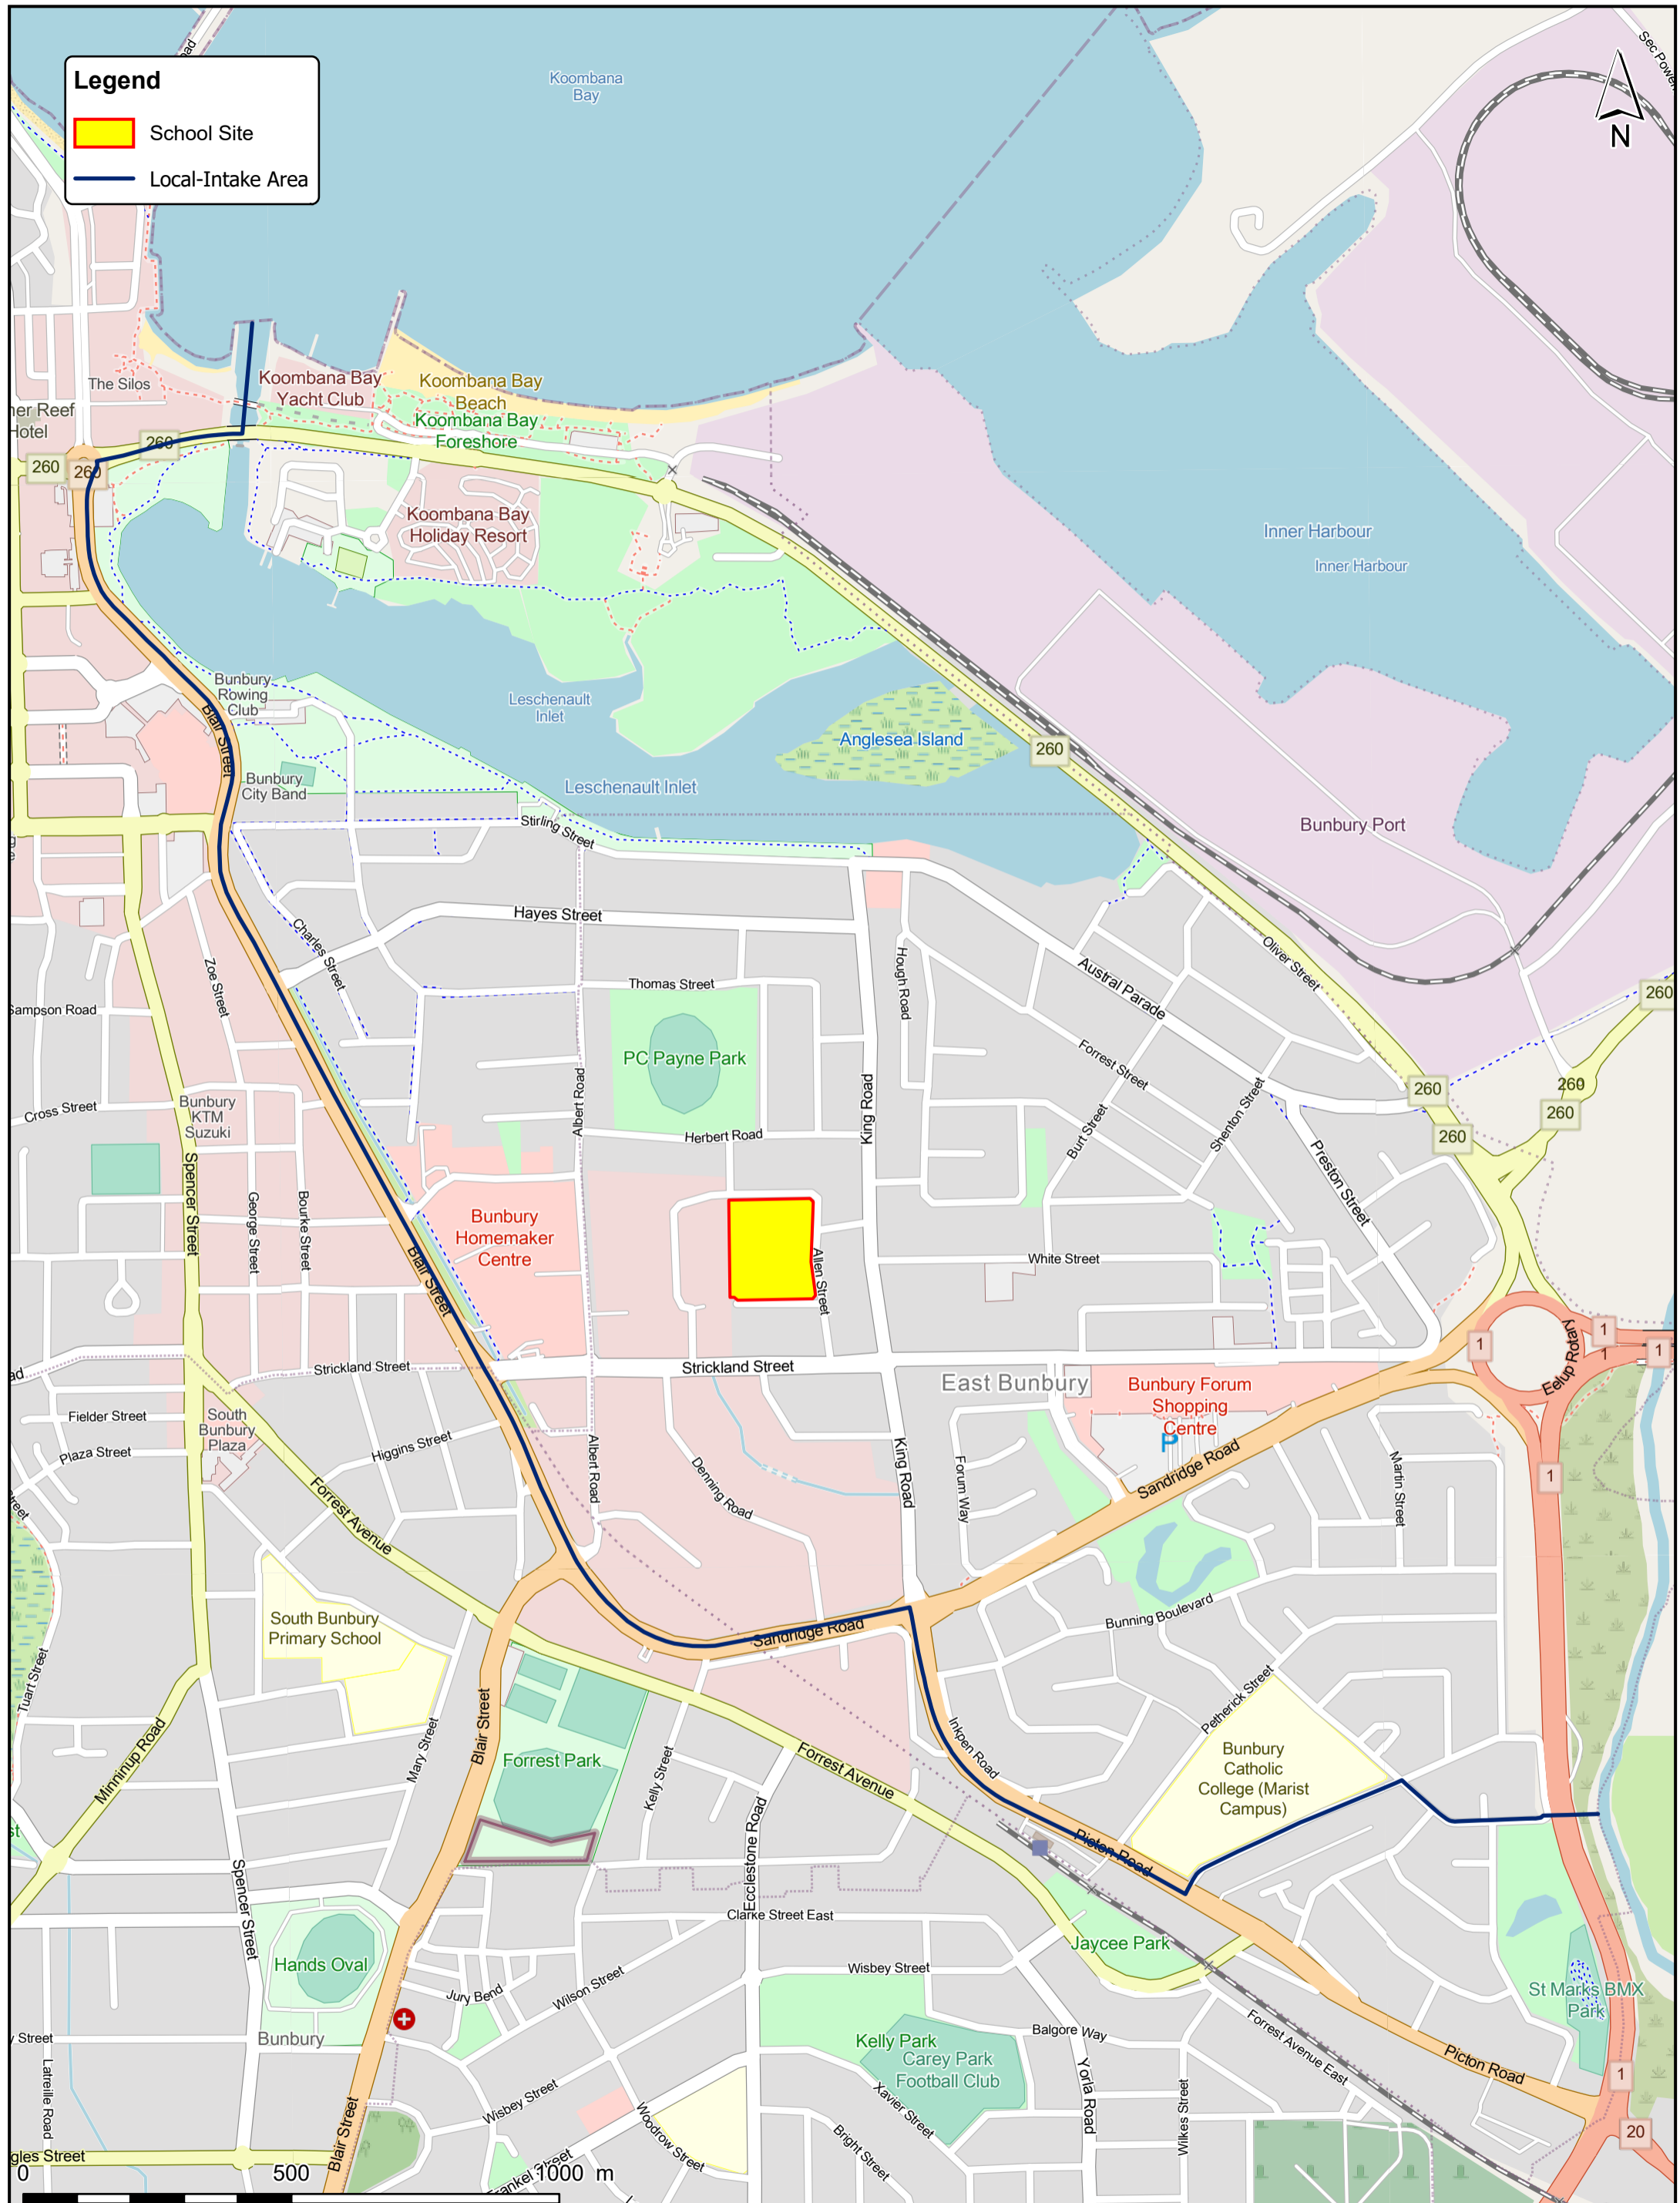 Legend
School Site
Local-Intake Area
N
Koombana
Bay
The Silos
Koombana Bay
Yacht Club
Koombana Bay
Beach
Koombana Bay
Foreshore
ner Reef
Hotel
260
260
260
Koombana Bay
Holiday Resort
Inner Harbour
Inner Harbour
Bunbury
Rowing
Club
Blair Street
Leschenault
Inlet
Anglesea Island
260
Bunbury
City Band
Leschenault Inlet
Stirling Street
Bunbury Port
Hayes Street
Charles Street
Zoe Street
Hough Road
Austral Parade
Oliver Street
260
Thomas Street
Sampson Road
PC Payne Park
Forrest Street
260
260
260
260
Cross Street
Bunbury
KTM
Suzuki
Albert Road
King Road
Herbert Road
Burt Street
Shenton Street
Preston Street
Spencer Street
George Street
Bourke Street
Bunbury
Homemaker
Centre
Blair Street
Allen Street
White Street
Eelup Rotary
1
1
1
1
Strickland Street
Strickland Street
East Bunbury
Bunbury Forum
Shopping
Centre
P
Fielder Street
South
Bunbury
Plaza
Plaza Street
Higgins Street
Albert Road
Denning Road
King Road
Forum Way
Sandridge Road
Martin Street
1
Forrest Avenue
South Bunbury
Primary School
Sandridge Road
Bunning Boulevard
Tuart Street
Minninup Road
Mary Street
Blair Street
Forrest Park
Kelly Street
Forrest Avenue
Inkpen Road
Petherick Street
Bunbury
Catholic
College (Marist
Campus)
Picton Road
Ecclestone Road
Spencer Street
Clarke Street East
Hands Oval
Jaycee Park
Wisbey Street
Jury Bend
Wilson Street
St Marks BMX
Park
Bunbury
Kelly Park
Carey Park
Football Club
Balgore Way
Forrest Avenue East
Picton Road
1
Latreille Road
Wisbey Street
Xavier Street
Yorla Road
Wilkes Street
Blair Street
Woodrow Street
Bright Street
20
gles Street
Frankel Street
0
500
1000 m